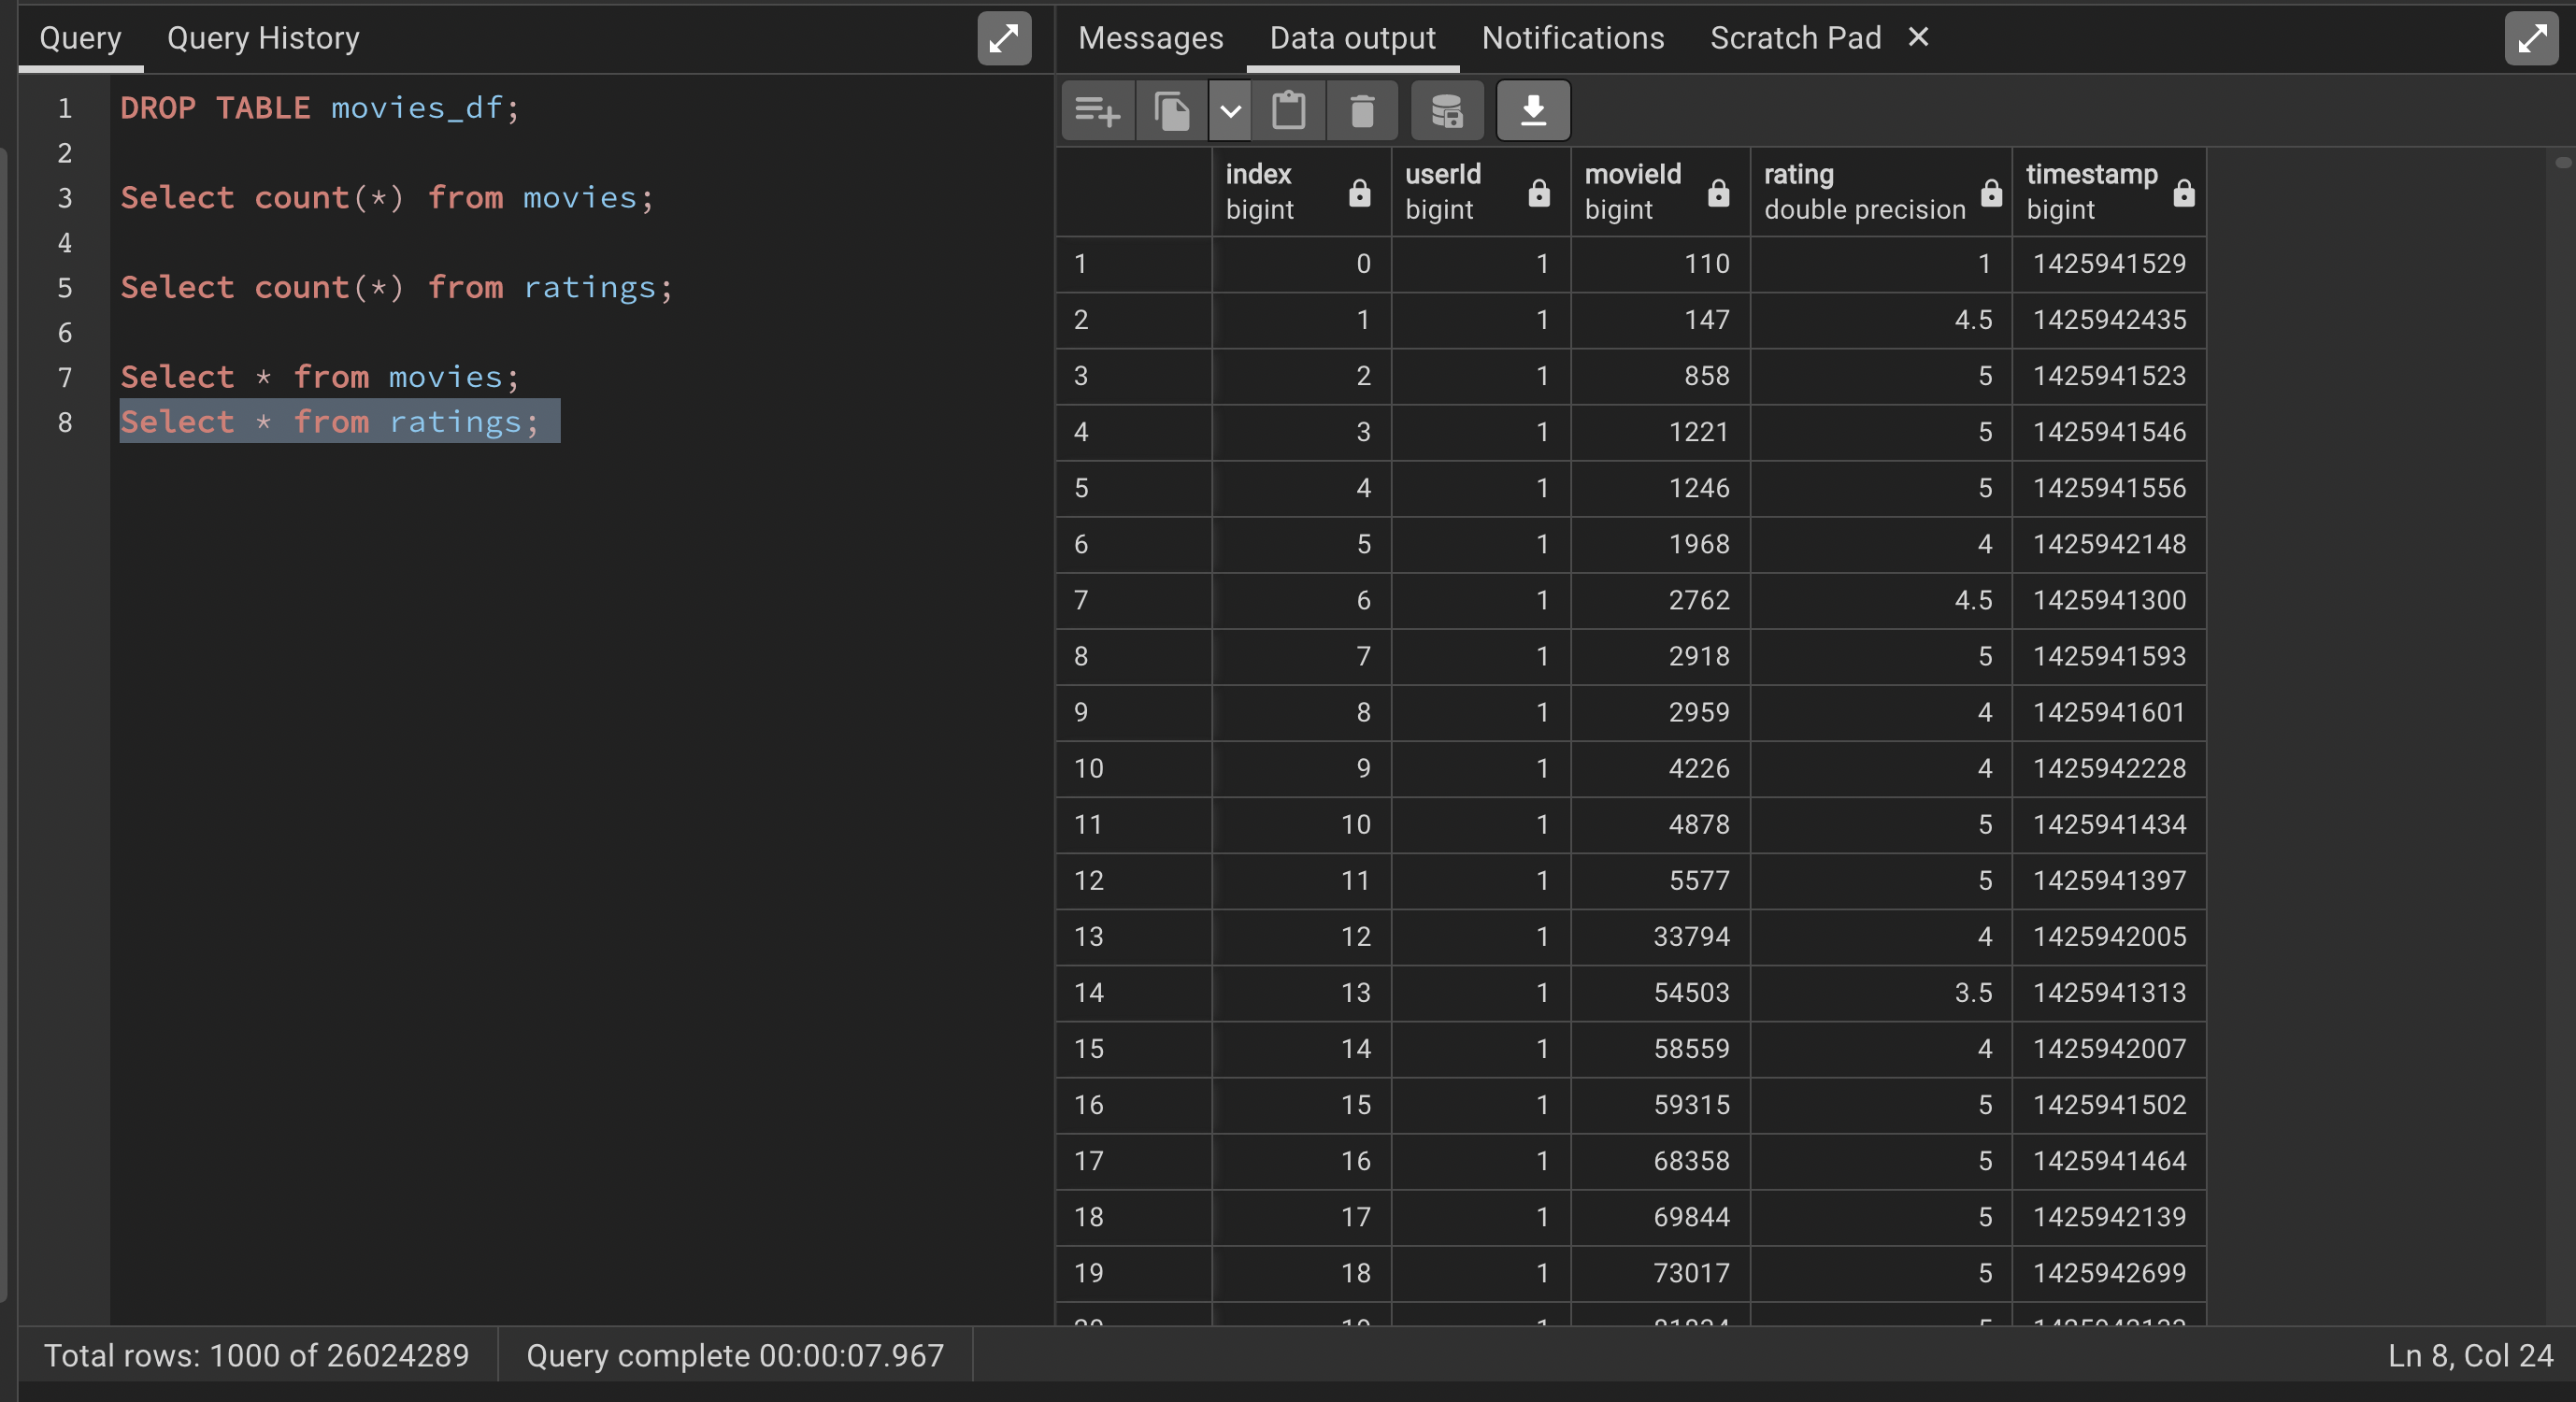 Query Query History
1 DROP TABLE movies_df;
2
3 Select count(*) from movies;
4
5 Select count(*) from ratings;
6
7 Select * from movies;
8 Select * from ratings;
Messages Data output Notifications Scratch Pad ×
index userId movieId rating timestamp
bigint bigint bigint double precision bigint
1 0 1 110 1 1425941529
2 1 1 147 4.5 1425942435
3 2 1 858 5 1425941523
4 3 1 1221 5 1425941546
5 4 1 1246 5 1425941556
6 5 1 1968 4 1425942148
7 6 1 2762 4.5 1425941300
8 7 1 2918 5 1425941593
9 8 1 2959 4 1425941601
10 9 1 4226 4 1425942228
11 10 1 4878 5 1425941434
12 11 1 5577 5 1425941397
13 12 1 33794 4 1425942005
14 13 1 54503 3.5 1425941313
15 14 1 58559 4 1425942007
16 15 1 59315 5 1425941502
17 16 1 68358 5 1425941464
18 17 1 69844 5 1425942139
19 18 1 73017 5 1425942699
Total rows: 1000 of 26024289 Query complete 00:00:07.967 Ln 8, Col 24